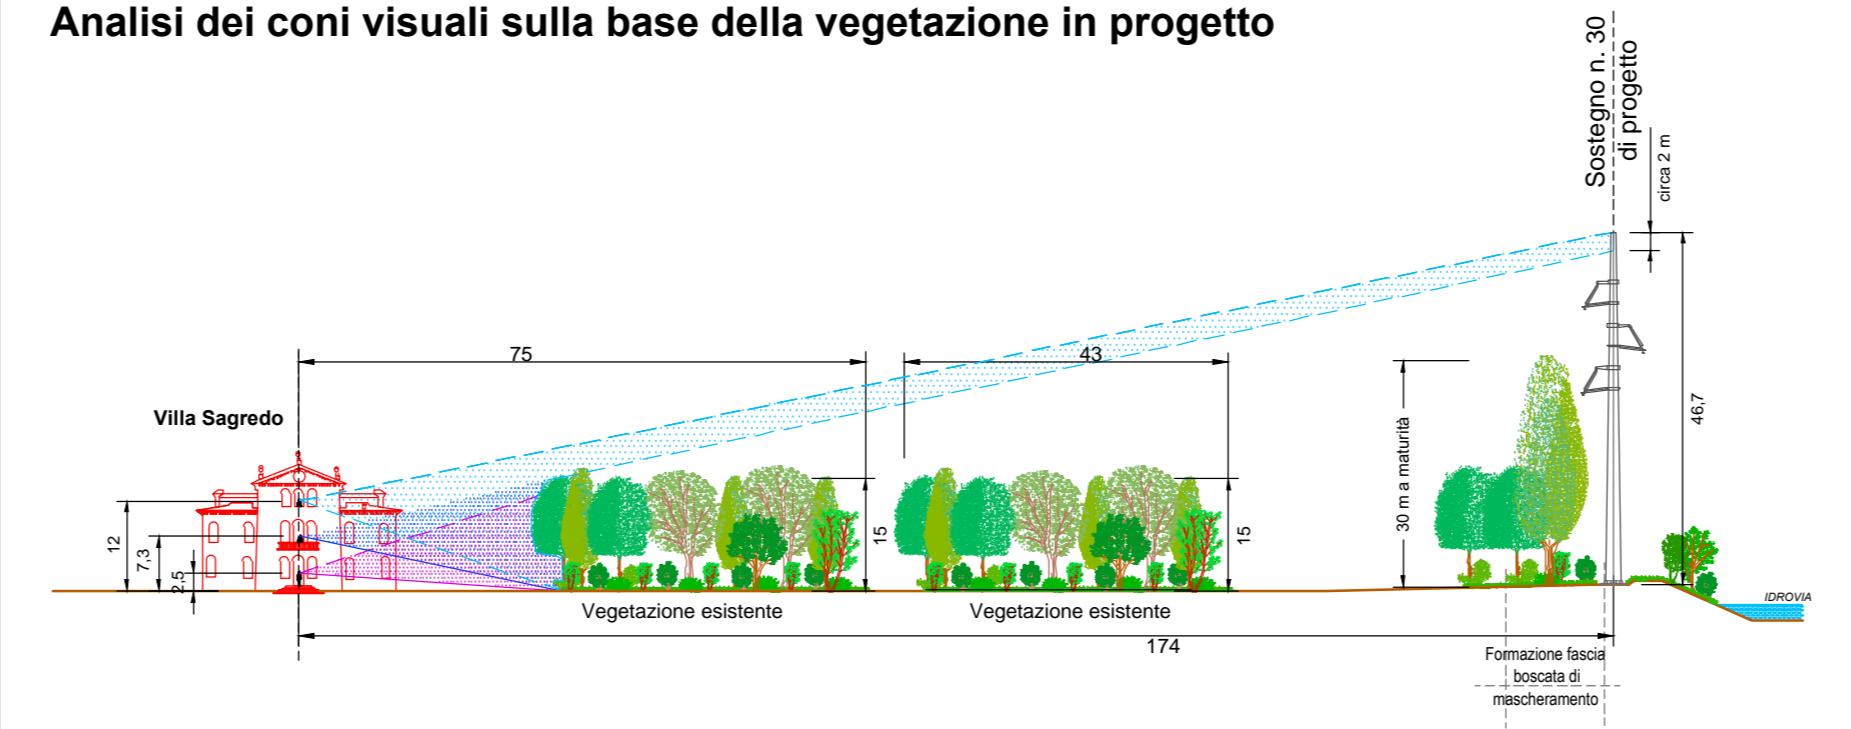 Analisi dei coni visuali sulla base della vegetazione in progetto
Sostegno n. 30
di progetto
circa 2 m
75
43
Villa Sagredo
30 m a maturità
46,7
12
7,3
2,5
15
15
Vegetazione esistente
Vegetazione esistente
IDROVIA
174
Formazione fascia
boscata di
mascheramento